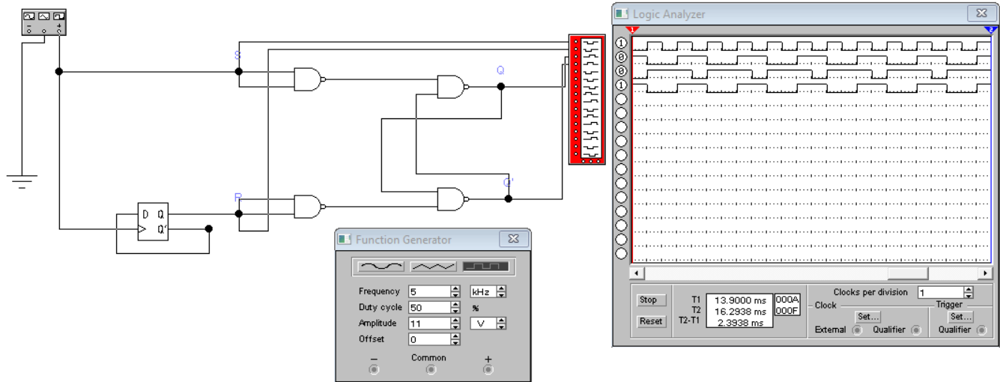 − +
S
Q
Q'
R
D Q
Q'
Function Generator
Frequency 5 kHz
Duty cycle 50 %
Amplitude 11 V
Offset 0
− Common +
Logic Analyzer
1 2
1
0
0
1
Stop
Reset
T1 13.9000 ms 000A
T2 16.2938 ms 000F
T2-T1 2.3938 ms
Clocks per division 1
Clock
Set...
External Qualifier
Trigger
Set...
Qualifier